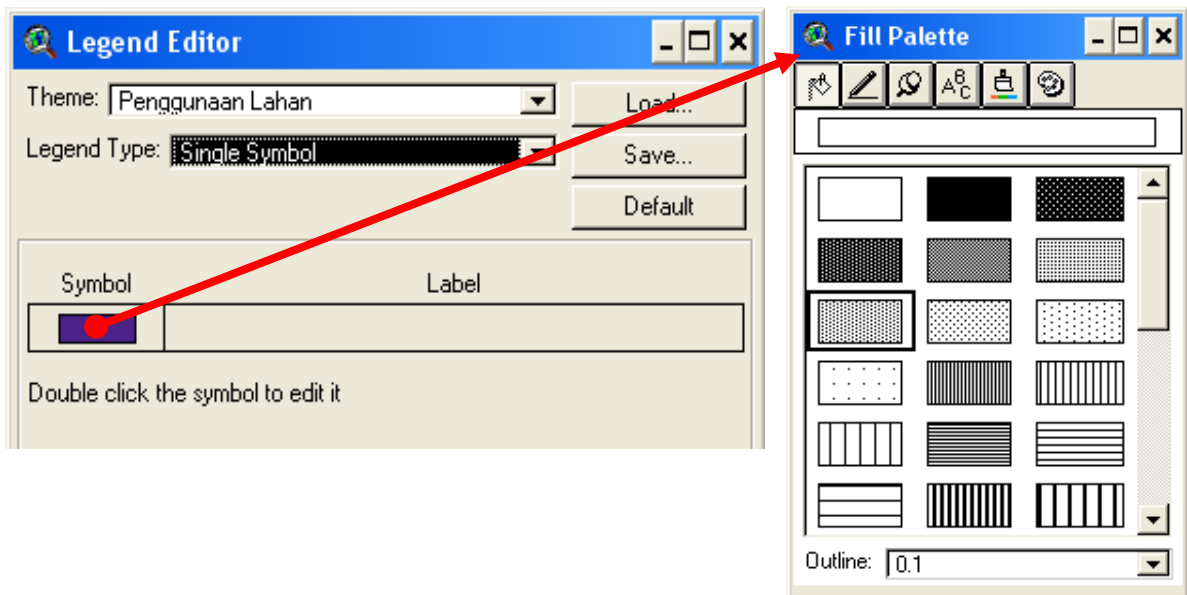 Legend Editor
Theme: Penggunaan Lahan
Load...
Legend Type: Single Symbol
Save...
Default
Symbol Label
Double click the symbol to edit it
Fill Palette
ABC
Outline: 0.1